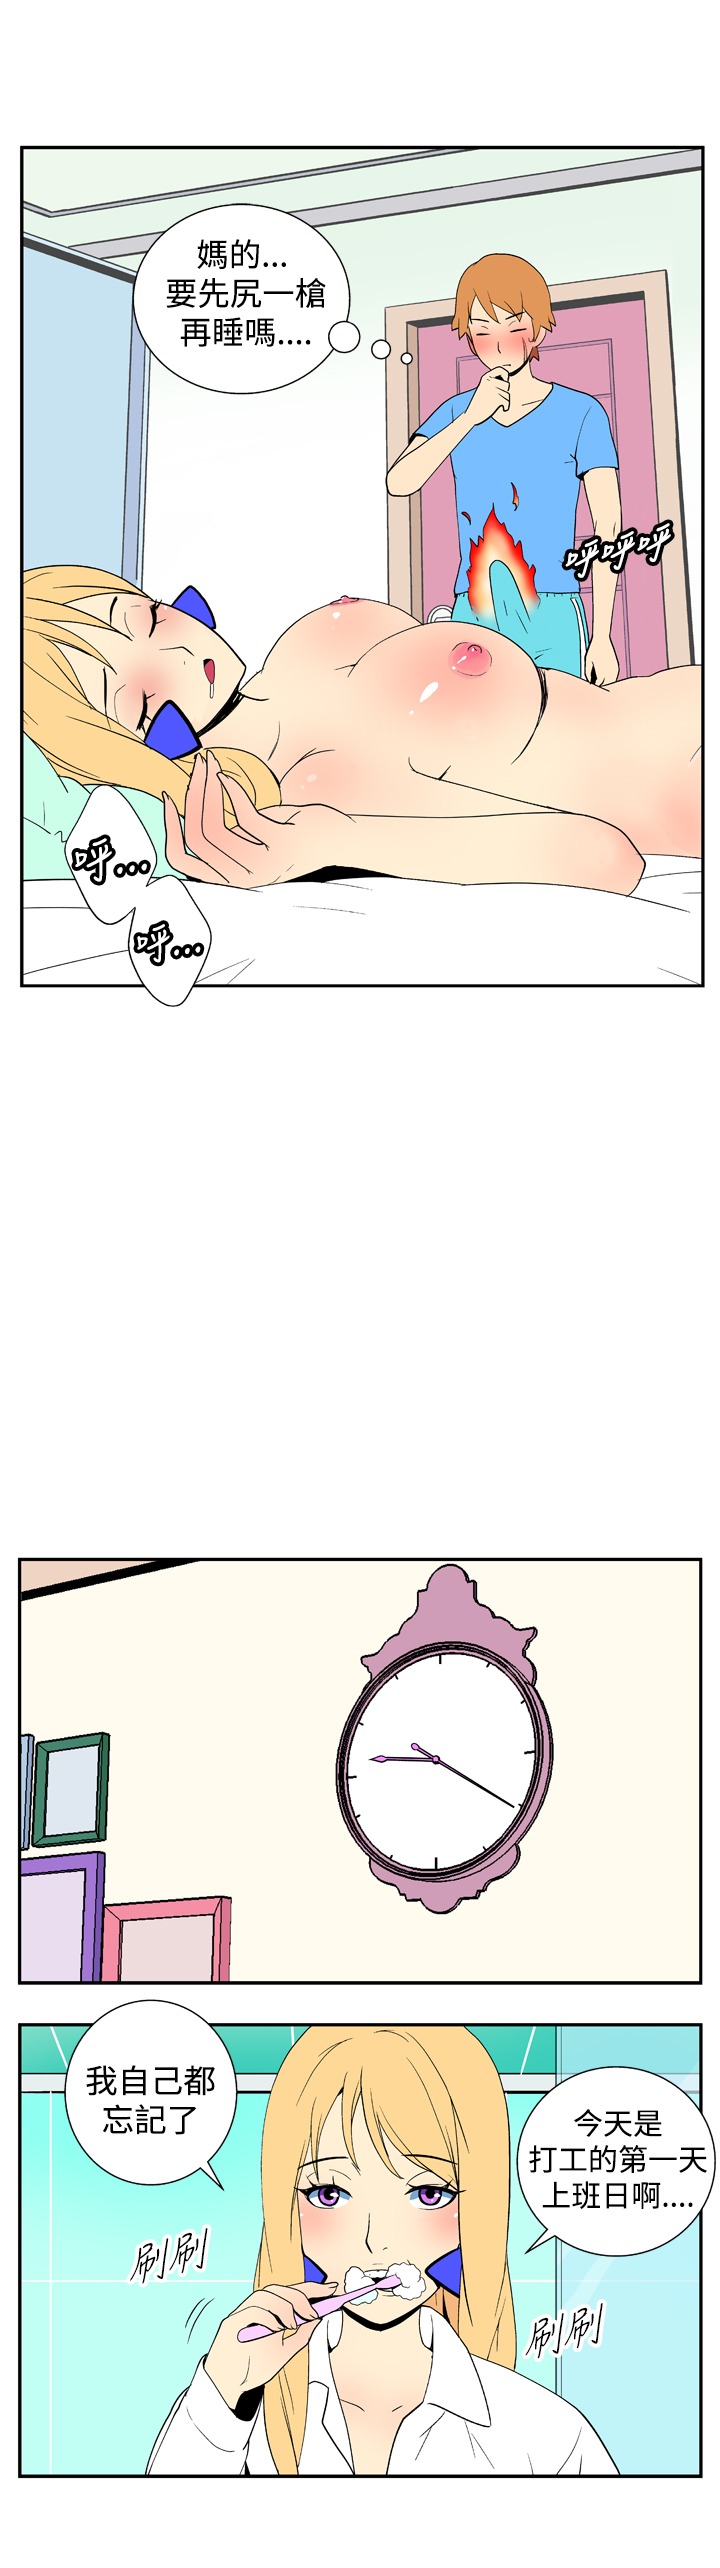 媽的...
要先尻一槍
再睡嗎....
呼呼呼
呼...
呼...
我自己都
忘記了
今天是
打工的第一天
上班日啊....
刷刷
刷刷